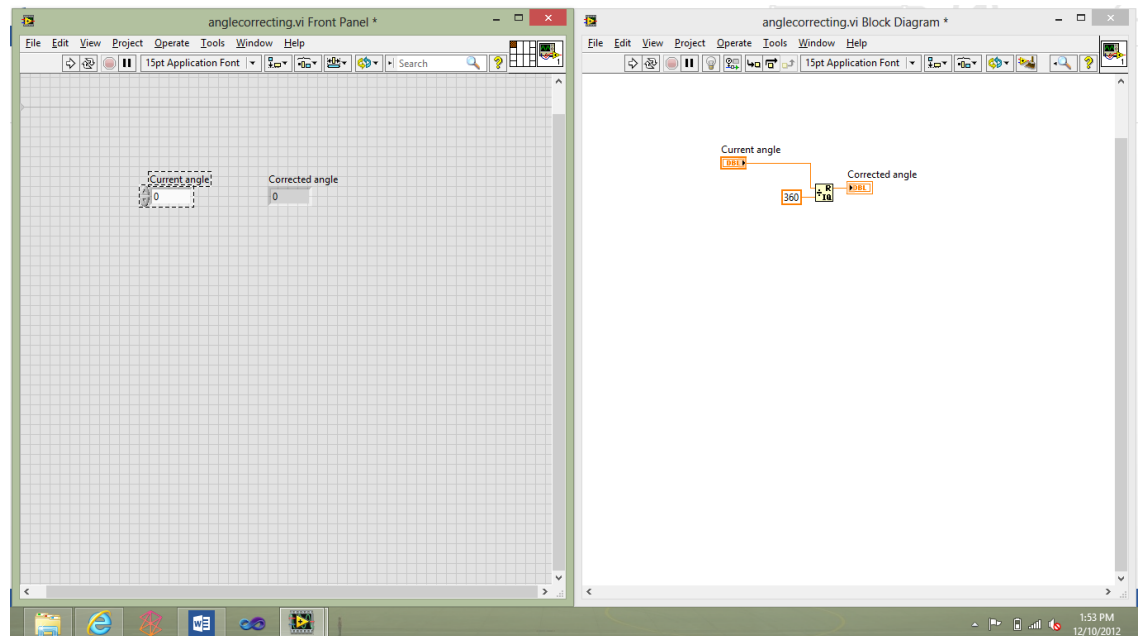 anglecorrecting.vi Front Panel *
File Edit View Project Operate Tools Window Help
15pt Application Font
Search
Current angle
0
Corrected angle
0
anglecorrecting.vi Block Diagram *
File Edit View Project Operate Tools Window Help
15pt Application Font
Current angle
DBL
Corrected angle
DBL
360
R
IQ
1:53 PM
12/10/2012